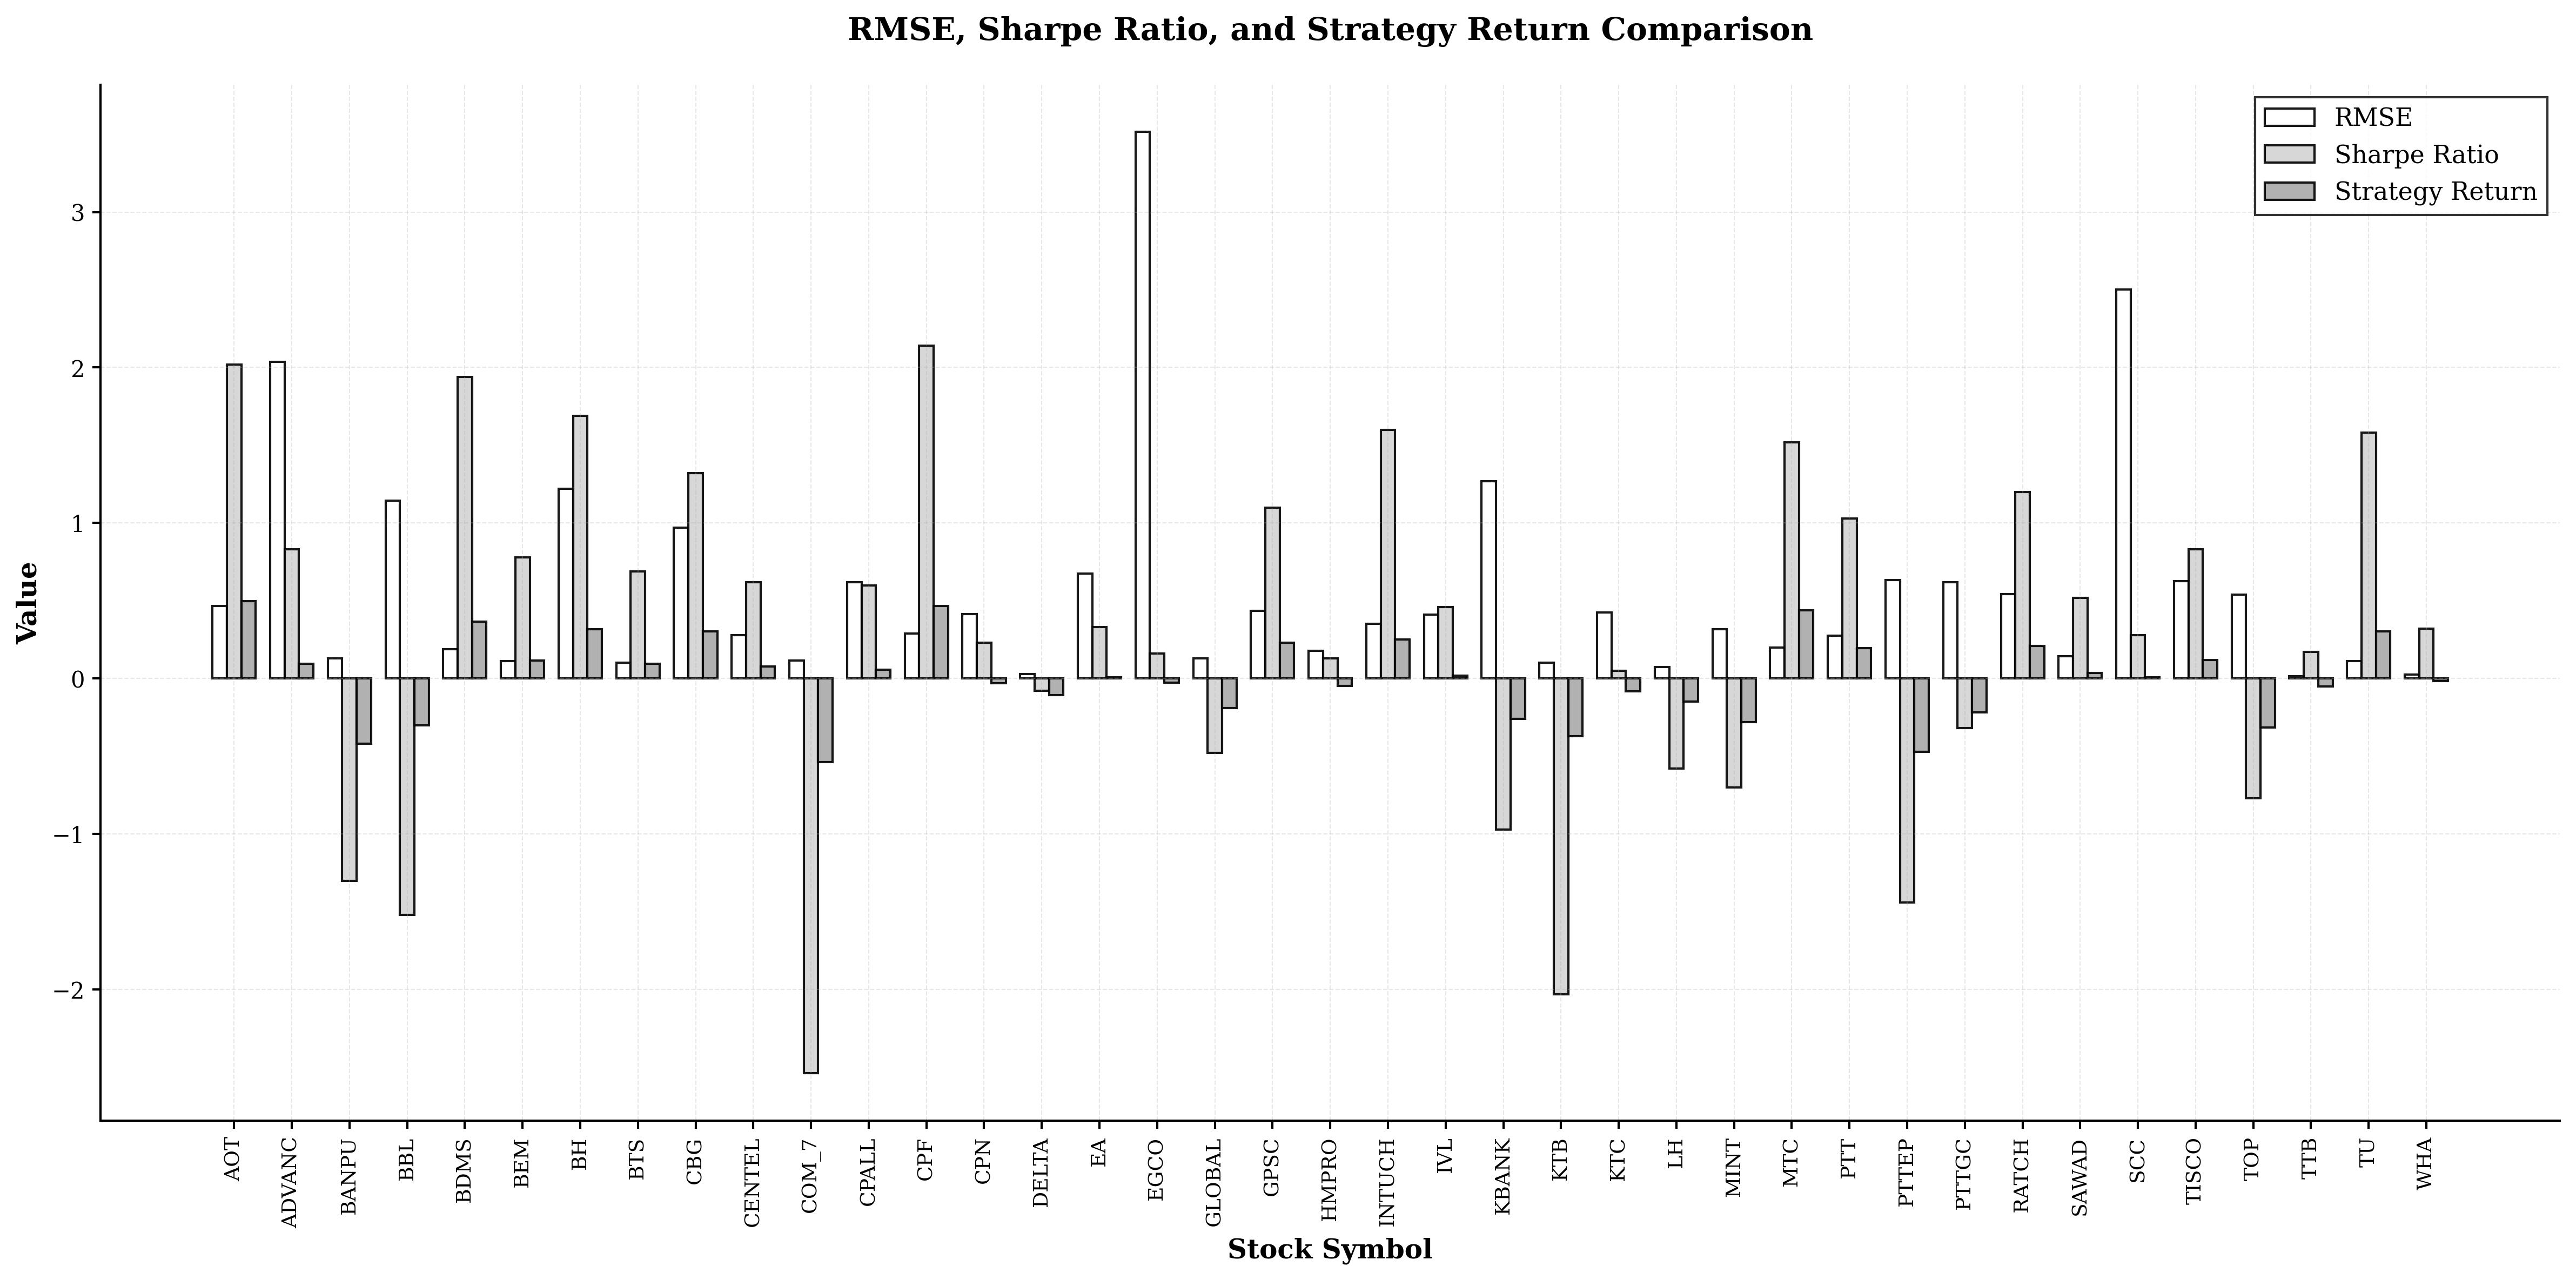 RMSE, Sharpe Ratio, and Strategy Return Comparison
RMSE
Sharpe Ratio
Strategy Return
Value
3
2
1
0
−1
−2
AOT
ADVANC
BANPU
BBL
BDMS
BEM
BH
BTS
CBG
CENTEL
COM_7
CPALL
CPF
CPN
DELTA
EA
EGCO
GLOBAL
GPSC
HMPRO
INTUCH
IVL
KBANK
KTB
KTC
LH
MINT
MTC
PTT
PTTEP
PTTGC
RATCH
SAWAD
SCC
TISCO
TOP
TTB
TU
WHA
Stock Symbol